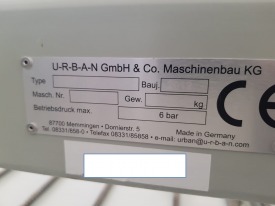 U-R-B-A-N GmbH & Co. Maschinenbau KG
Type Bauj.
Masch. Nr. Gew. kg
Betriebsdruck max. 6 bar
87700 Memmingen • Dornierstr. 5 Made in Germany
Tel. 08331/858-0 • Telefax 08331/85858 • e-mail: urban@u-r-b-a-n.com
CE